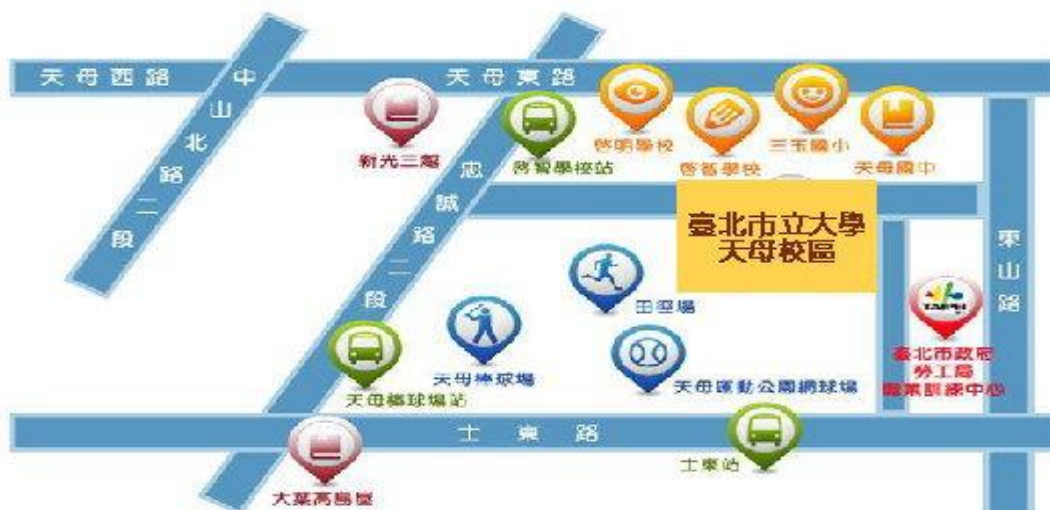 天母西路
中山北路二段
天母東路
新光三越
啓智學校站
啓明學校
啓智學校
三玉國小
天母國中
忠誠路二段
臺北市立大學
天母校區
東山路
田徑場
天母棒球場
天母棒球場站
天母運動公園網球場
臺北市政府
勞工局
職業訓練中心
士東路
士東站
大葉高島屋